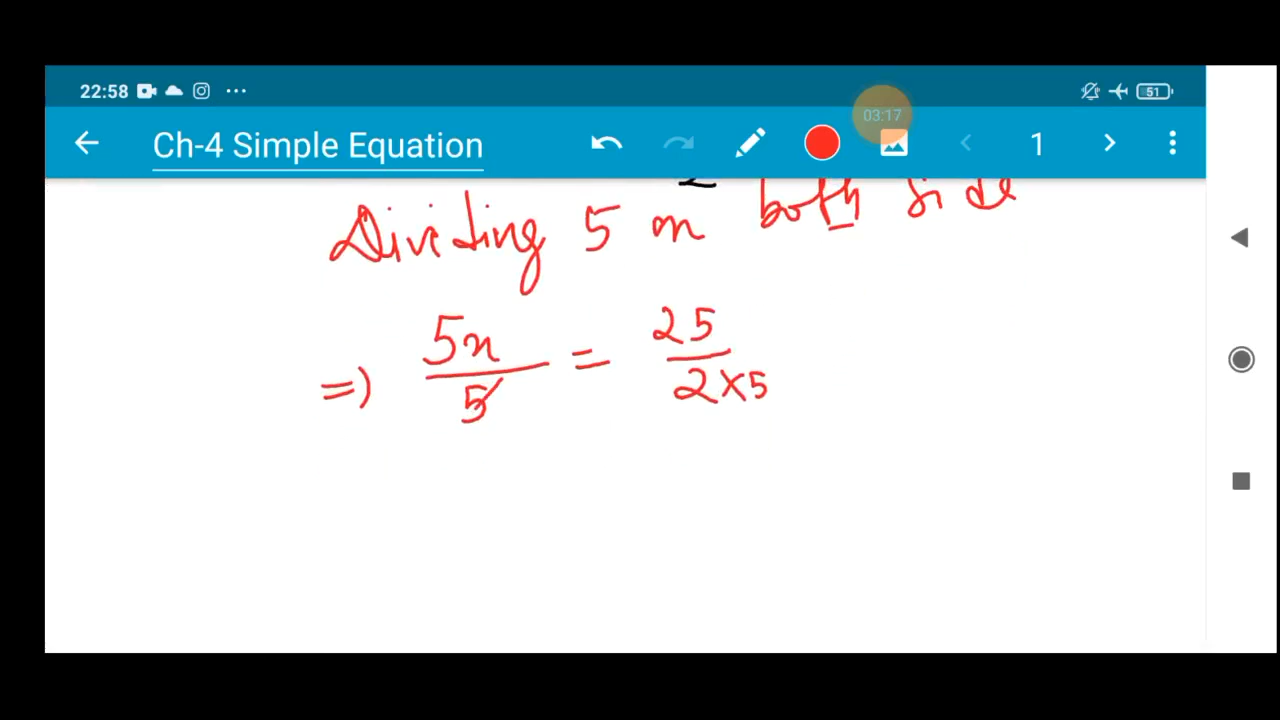 22:58 51
03:17
Ch-4 Simple Equation 1
2
Dividing 5 on both side
=) 5x/5 = 25/2×5